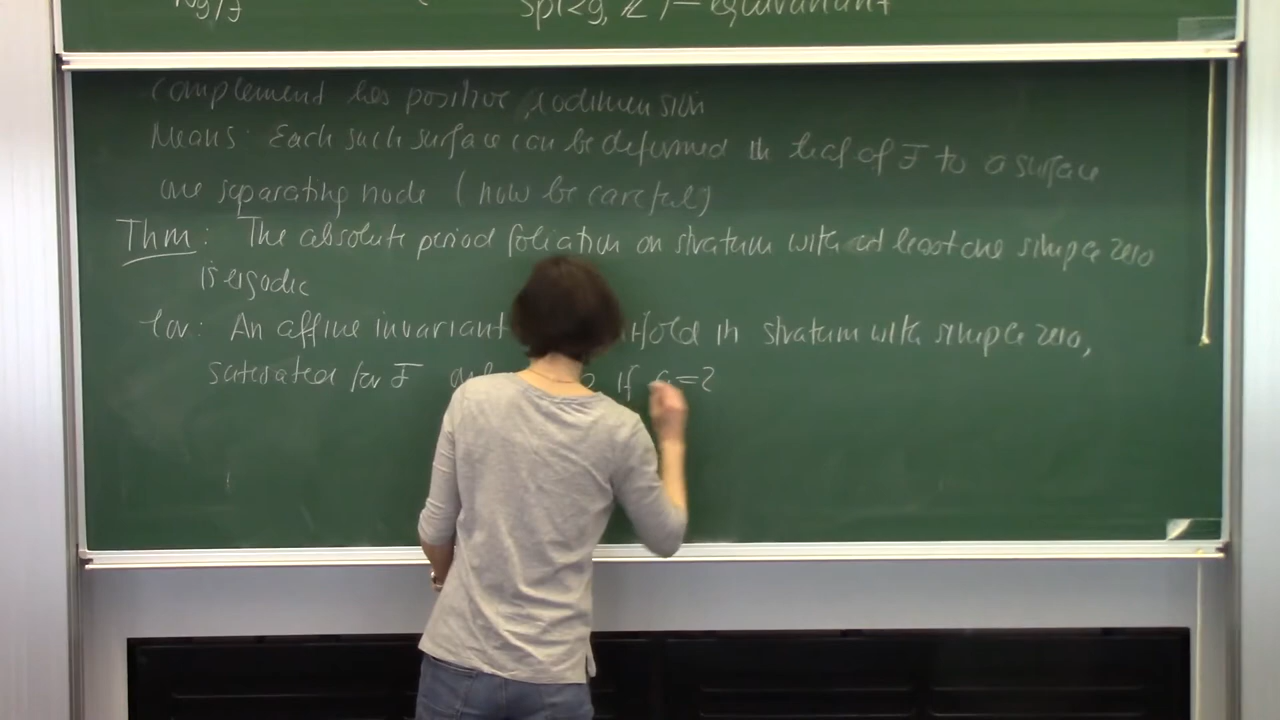 Sp(2g, Z) - equivariant
complement has positive codimension
Means: Each such surface can be deformed in leaf of F to a surface
one separating node (now be careful)
Thm: The absolute period foliation on stratum with at least one simple zero
is ergodic
Cor: An affine invariant ifold in stratum with simple zero,
saturated for F if g=2